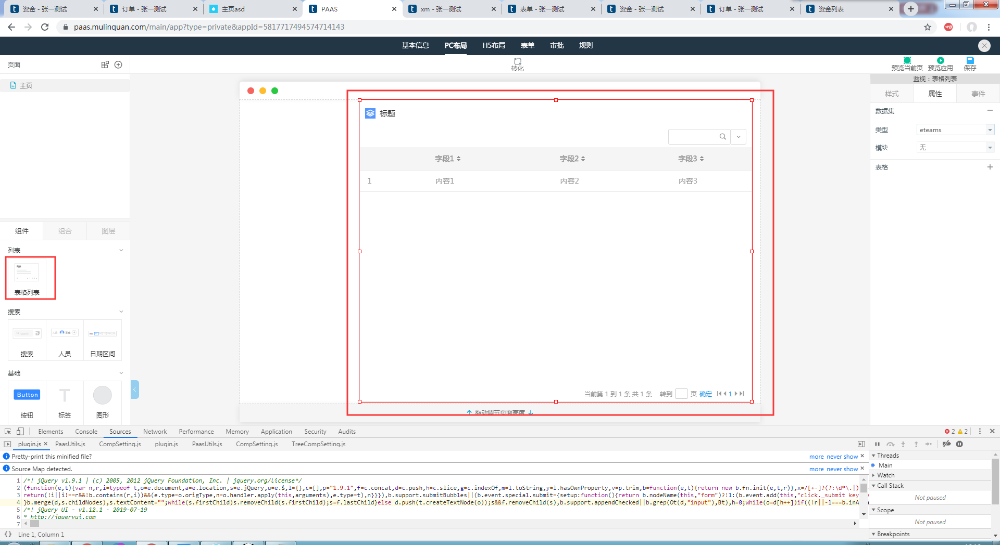 资金 - 张一测试
订单 - 张一测试
主页asd
PAAS
xm - 张一测试
表单 - 张一测试
资金 - 张一测试
订单 - 张一测试
资金列表
paas.mulinquan.com/main/app?type=private&appId=5817717494574714143
基本信息 PC布局 H5布局 表单 审批 规则
页面
转化
预览当前页 预览应用 保存
主页
监视：表格列表
样式 属性 事件
数据集
类型 eteams
模块 无
表格
标题
字段1 字段2 字段3
1 内容1 内容2 内容3
当前第 1 到 1 条 共 1 条 转到 页 确定 1
拖动调节页面高度
组件 组合 图层
列表
列表
表格列表
搜索
搜索 人员 日期区间
基础
Button T
按钮 标签 图形
Elements Console Sources Network Performance Memory Application Security Audits
2 2
plugin.js PaasUtils.js CompSetting.js plugin.js PaasUtils.js CompSetting.js TreeCompSetting.js
Pretty-print this minified file?
more never show
Source Map detected.
more never show
1 /*! jQuery v1.9.1 | (c) 2005, 2012 jQuery Foundation, Inc. | jquery.org/license*/
2 (function(e,t){var n,r,i=typeof t,o=e.document,a=e.location,s=e.jQuery,u=e.$,l={},c=[],p="1.9.1",f=c.concat,d=c.push,h=c.slice,g=c.indexOf,m=l.toString,y=l.hasOwnProperty,v=p.trim,b=function(e,t){return new b.fn.init(e,t,r)},x=/[+-]?(?:\d*\.|)
3 return(!i||i!==r&&!b.contains(r,i))&&(e.type=o.origType,n=o.handler.apply(this,arguments),e.type=t),n}}}),b.support.submitBubbles||(b.event.special.submit={setup:function(){return b.nodeName(this,"form")?!1:(b.event.add(this,"click._submit key
4 }b.merge(d,s.childNodes),s.textContent="";while(s.firstChild)s.removeChild(s.firstChild);s=f.lastChild}else d.push(t.createTextNode(o));s&&f.removeChild(s),b.support.appendChecked||b.grep(Ot(d,"input"),Bt),h=0;while(o=d[h++])if((!r||-1===b.inA
5 /*! jQuery UI - v1.12.1 - 2019-07-19
6 * http://jqueryui.com
7
{} Line 1, Column 1
Threads
Main
Watch
Call Stack
Not paused
Scope
Not paused
Breakpoints